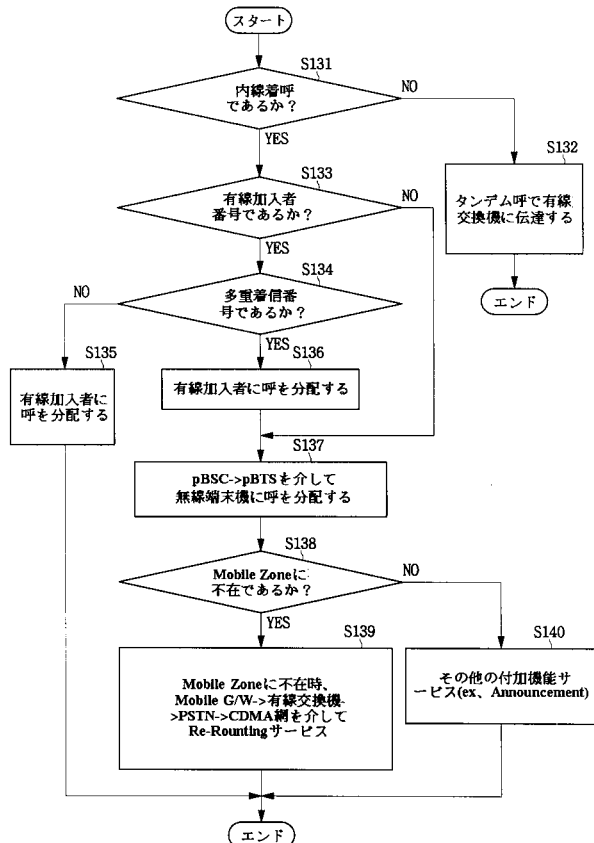 スタート
S131
内線着呼
であるか？
NO
YES
S132
タンデム呼で有線
交換機に伝達する
エンド
S133
有線加入者
番号であるか？
NO
YES
S134
多重着信番
号であるか？
NO
YES
S135
有線加入者に
呼を分配する
S136
有線加入者に呼を分配する
S137
pBSC->pBTSを介して
無線端末機に呼を分配する
S138
Mobile Zoneに
不在であるか？
NO
YES
S139
Mobile Zoneに不在時、
Mobile G/W->有線交換機-
>PSTN->CDMA網を介して
Re-Rountingサービス
S140
その他の付加機能サ
ービス(ex、Announcement)
エンド